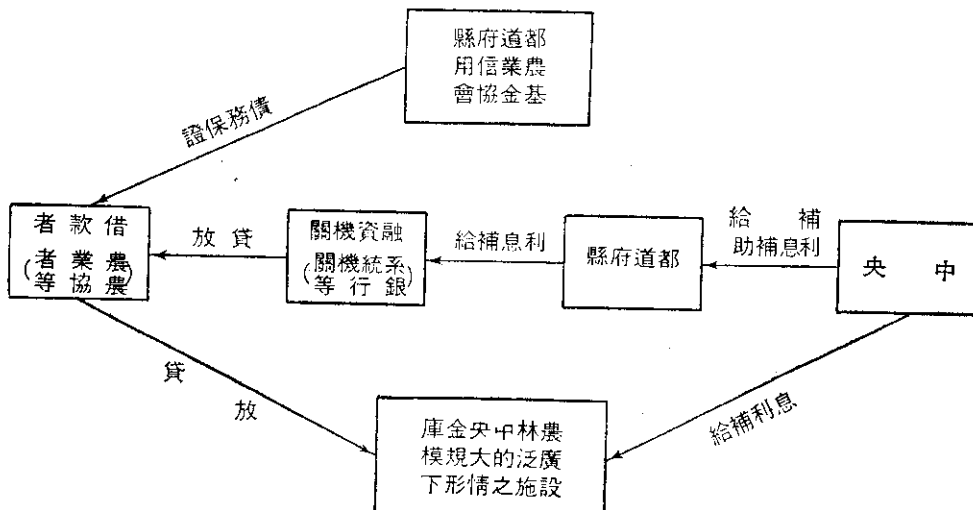 都道府縣
農業信用
基金協會
債務保證
中央
補給
利息補助
都道府縣
利息補給
融資機關
(系統機關
銀行等)
貸放
借款者
(農業者
農協等)
貸放
息利補給
農林中央金庫
廣泛的大規模
設施之情形下